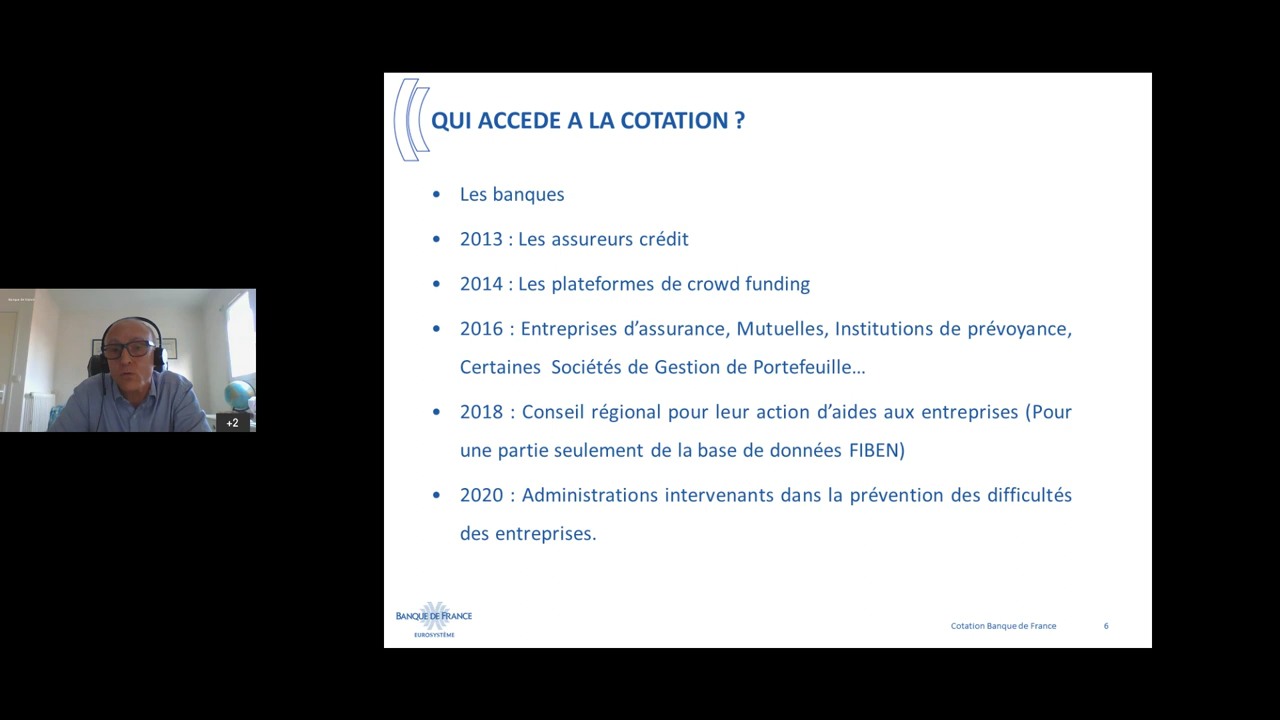 QUI ACCEDE A LA COTATION ?
• Les banques
• 2013 : Les assureurs crédit
• 2014 : Les plateformes de crowd funding
• 2016 : Entreprises d’assurance, Mutuelles, Institutions de prévoyance,
Certaines Sociétés de Gestion de Portefeuille…
• 2018 : Conseil régional pour leur action d’aides aux entreprises (Pour
une partie seulement de la base de données FIBEN)
• 2020 : Administrations intervenants dans la prévention des difficultés
des entreprises.
+2
BANQUE DE FRANCE
EUROSYSTÈME
Cotation Banque de France 6